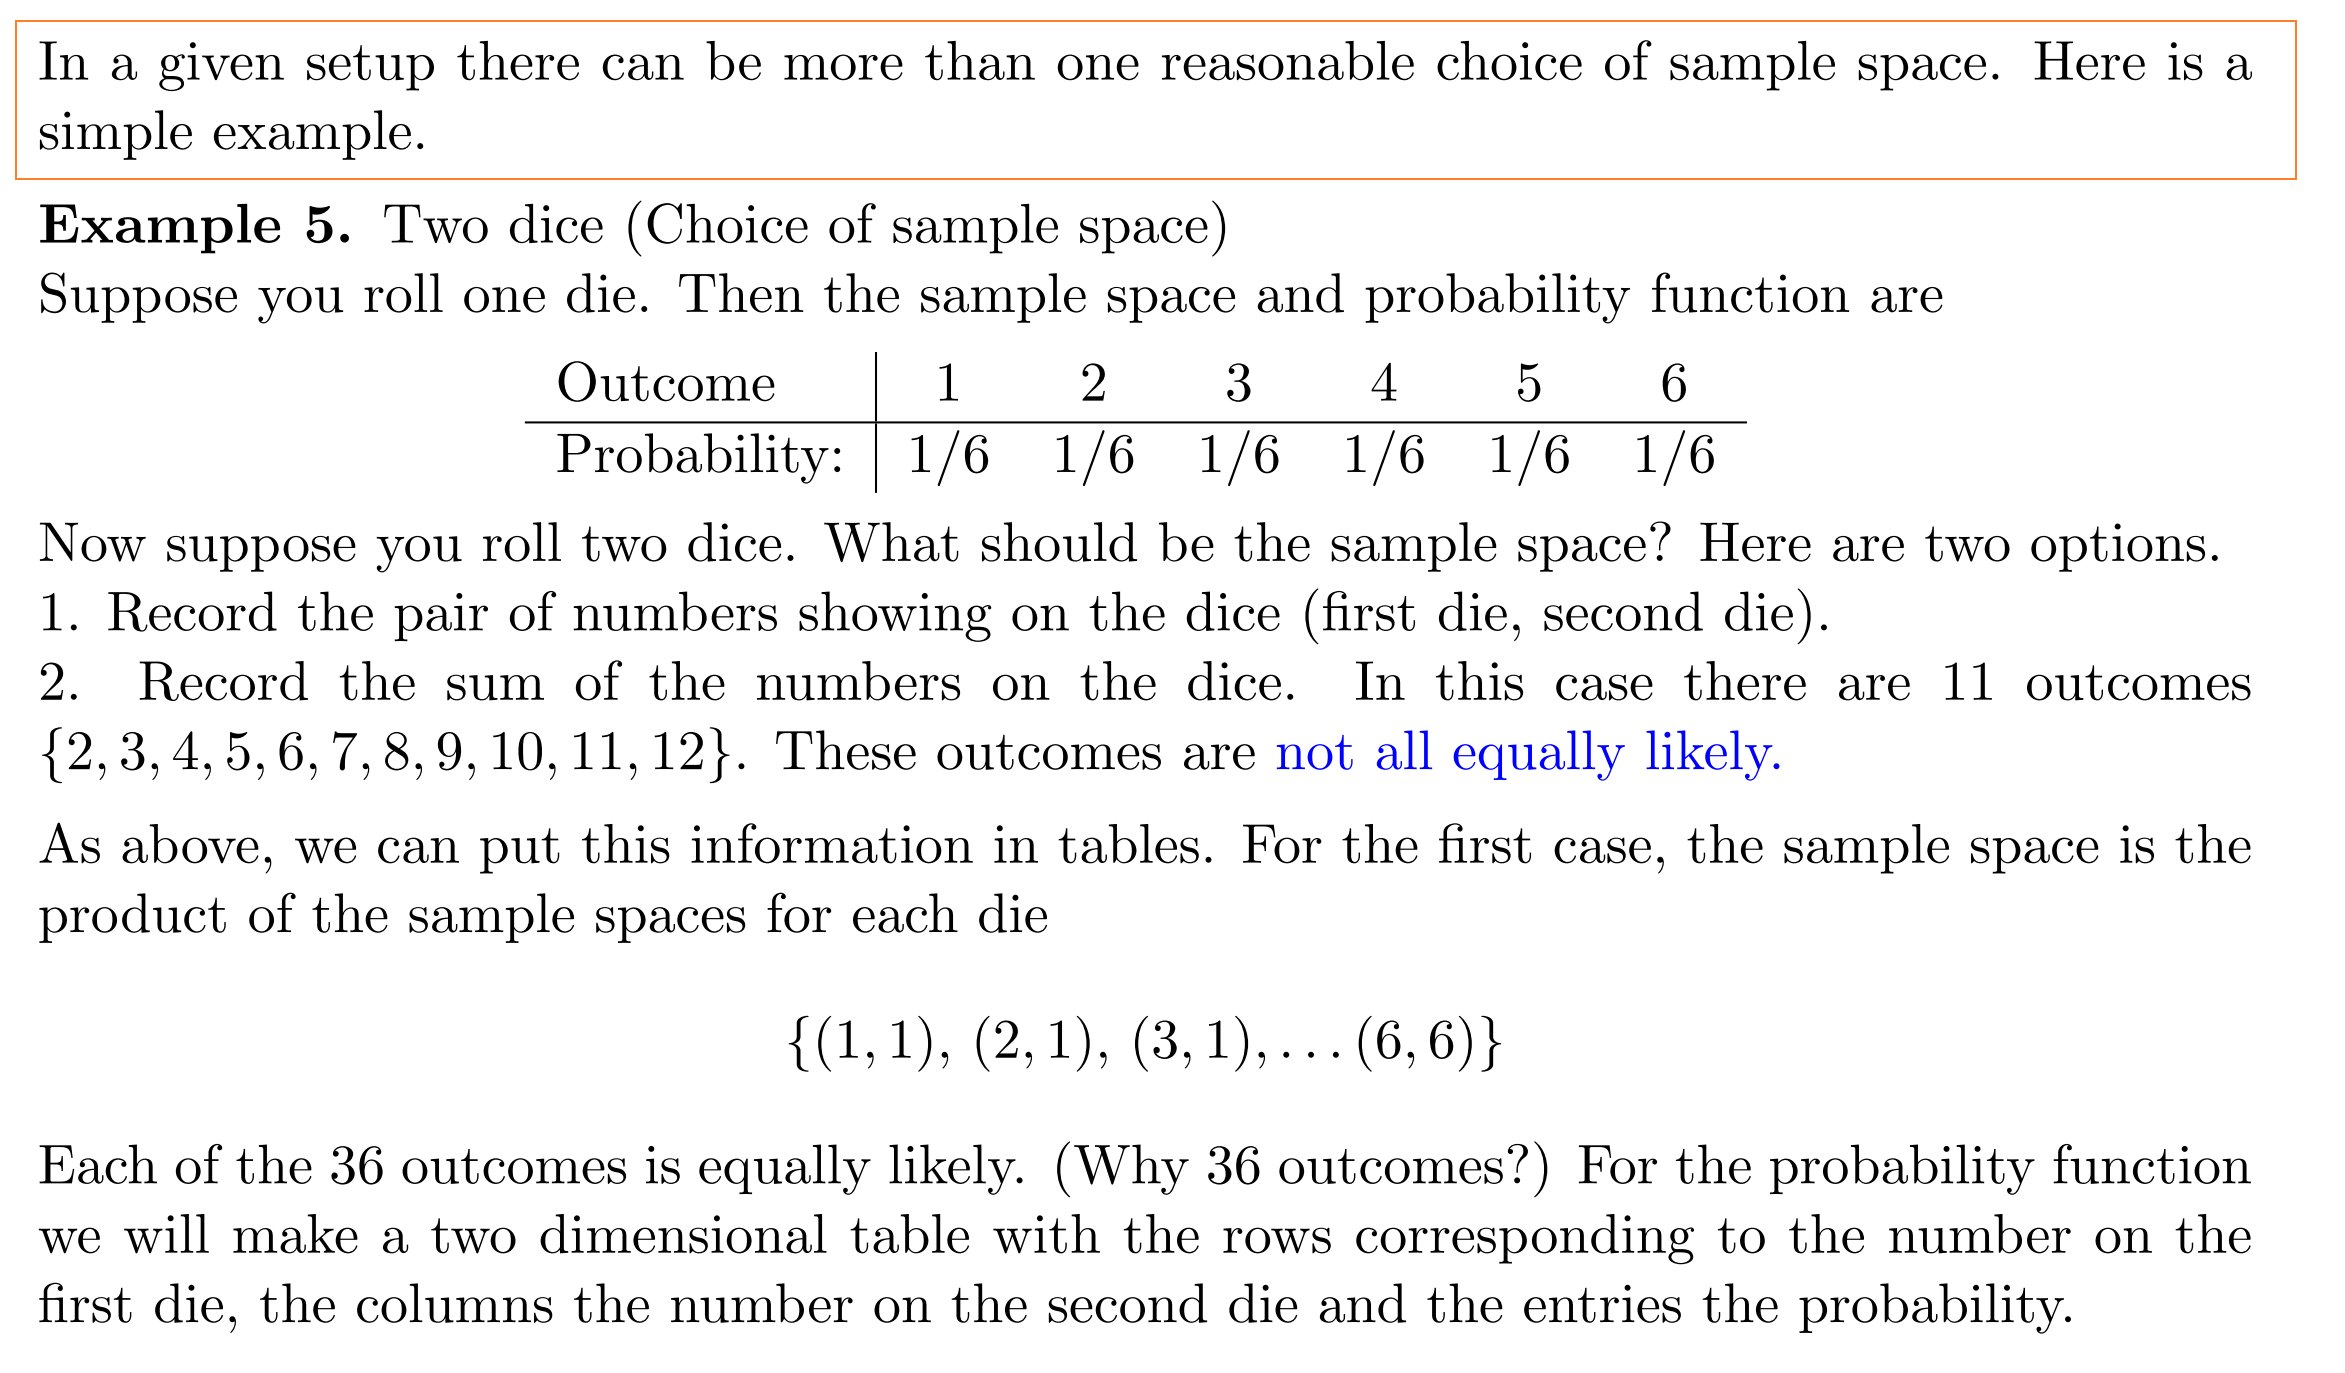 In a given setup there can be more than one reasonable choice of sample space. Here is a
simple example.
Example 5. Two dice (Choice of sample space)
Suppose you roll one die. Then the sample space and probability function are
Outcome 1 2 3 4 5 6
Probability: 1/6 1/6 1/6 1/6 1/6 1/6
Now suppose you roll two dice. What should be the sample space? Here are two options.
1. Record the pair of numbers showing on the dice (first die, second die).
2. Record the sum of the numbers on the dice. In this case there are 11 outcomes
{2, 3, 4, 5, 6, 7, 8, 9, 10, 11, 12}. These outcomes are not all equally likely.
As above, we can put this information in tables. For the first case, the sample space is the
product of the sample spaces for each die
{(1, 1), (2, 1), (3, 1), . . . (6, 6)}
Each of the 36 outcomes is equally likely. (Why 36 outcomes?) For the probability function
we will make a two dimensional table with the rows corresponding to the number on the
first die, the columns the number on the second die and the entries the probability.